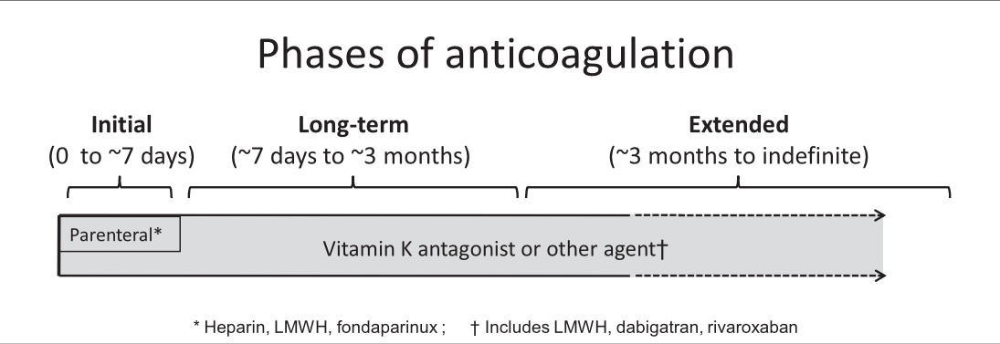 Phases of anticoagulation
Initial
(0 to ~7 days)
Long-term
(~7 days to ~3 months)
Extended
(~3 months to indefinite)
Parenteral*
Vitamin K antagonist or other agent†
* Heparin, LMWH, fondaparinux ; † Includes LMWH, dabigatran, rivaroxaban